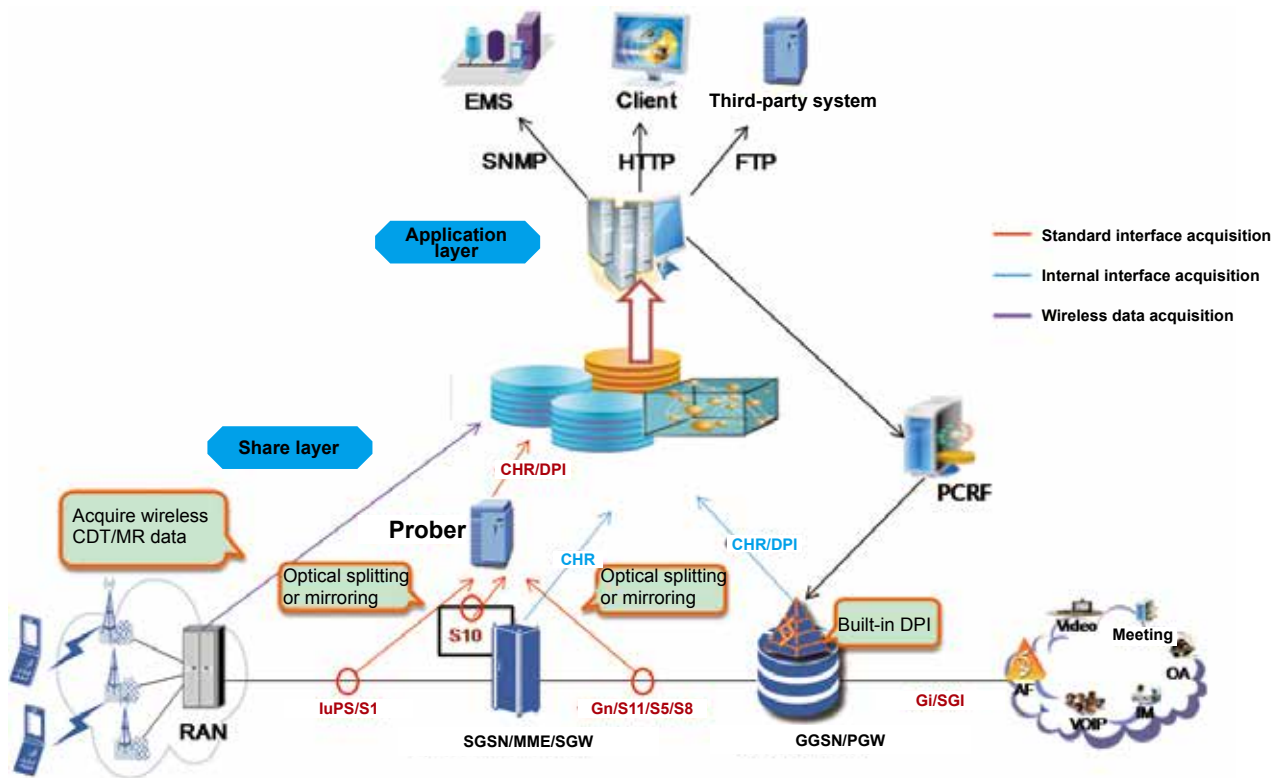 EMS
Client
Third-party system
SNMP
HTTP
FTP
Application
layer
Standard interface acquisition
Internal interface acquisition
Wireless data acquisition
Share layer
CHR/DPI
PCRF
Acquire wireless
CDT/MR data
Prober
CHR
CHR/DPI
Optical splitting
or mirroring
Optical splitting
or mirroring
S10
Built-in DPI
Video
Meeting
OA
AF
VOIP
IM
RAN
IuPS/S1
Gn/S11/S5/S8
Gi/SGI
SGSN/MME/SGW
GGSN/PGW